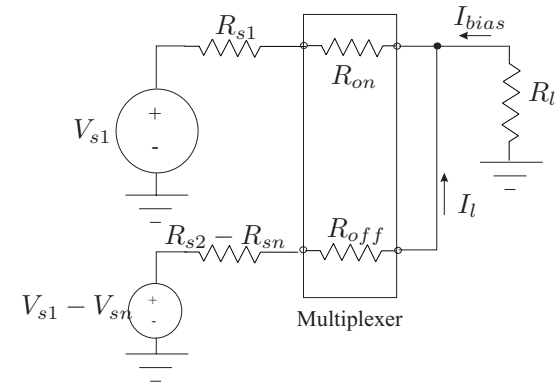 R_{s1}
I_{bias}
R_{on}
R_l
V_{s1}
+
-
I_l
R_{s2} − R_{sn}
R_{off}
V_{s1} − V_{sn}
+
-
Multiplexer